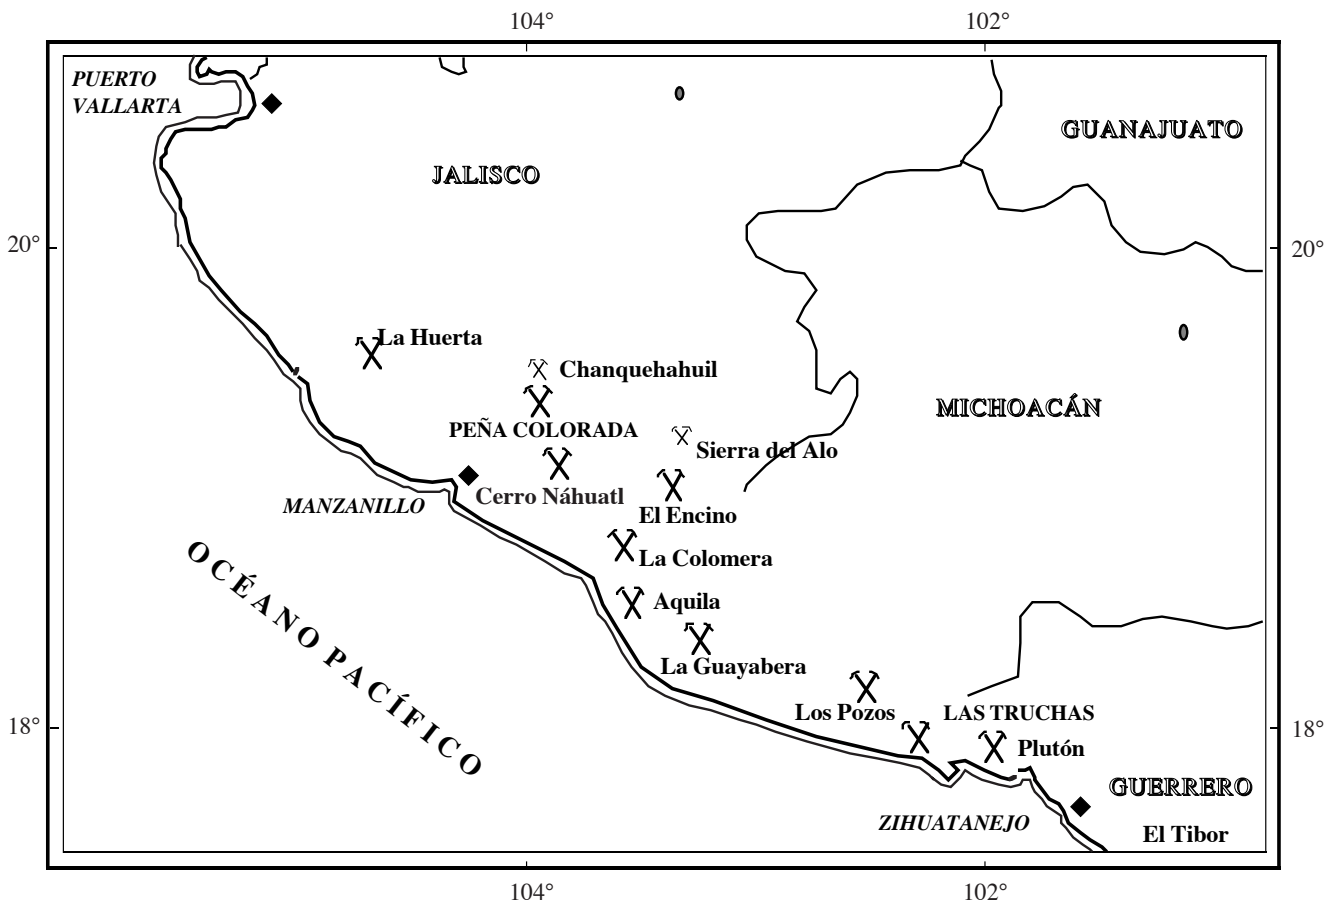 104°
102°
PUERTO
VALLARTA
GUANAJUATO
JALISCO
20°
20°
La Huerta
Chanquehahuil
MICHOACÁN
PEÑA COLORADA
Sierra del Alo
Cerro Náhuatl
MANZANILLO
El Encino
OCÉANO PACÍFICO
La Colomera
Aquila
La Guayabera
Los Pozos
LAS TRUCHAS
18°
18°
Plutón
GUERRERO
ZIHUATANEJO
El Tibor
104°
102°